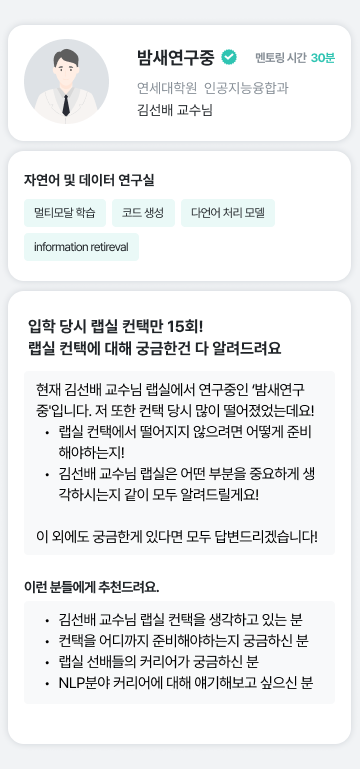 밤새연구중 멘토링 시간 30분
연세대학원 인공지능융합과
김선배 교수님
자연어 및 데이터 연구실
멀티모달 학습 코드 생성 다언어 처리 모델
information retireval
입학 당시 랩실 컨택만 15회!
랩실 컨택에 대해 궁금한건 다 알려드려요
현재 김선배 교수님 랩실에서 연구중인 '밤새연구
중'입니다. 저 또한 컨택 당시 많이 떨어졌었는데요!
• 랩실 컨택에서 떨어지지 않으려면 어떻게 준비
해야하는지!
• 김선배 교수님 랩실은 어떤 부분을 중요하게 생
각하시는지 같이 모두 알려드릴게요!
이 외에도 궁금한게 있다면 모두 답변드리겠습니다!
이런 분들에게 추천드려요.
• 김선배 교수님 랩실 컨택을 생각하고 있는 분
• 컨택을 어디까지 준비해야하는지 궁금하신 분
• 랩실 선배들의 커리어가 궁금하신 분
• NLP분야 커리어에 대해 얘기해보고 싶으신 분